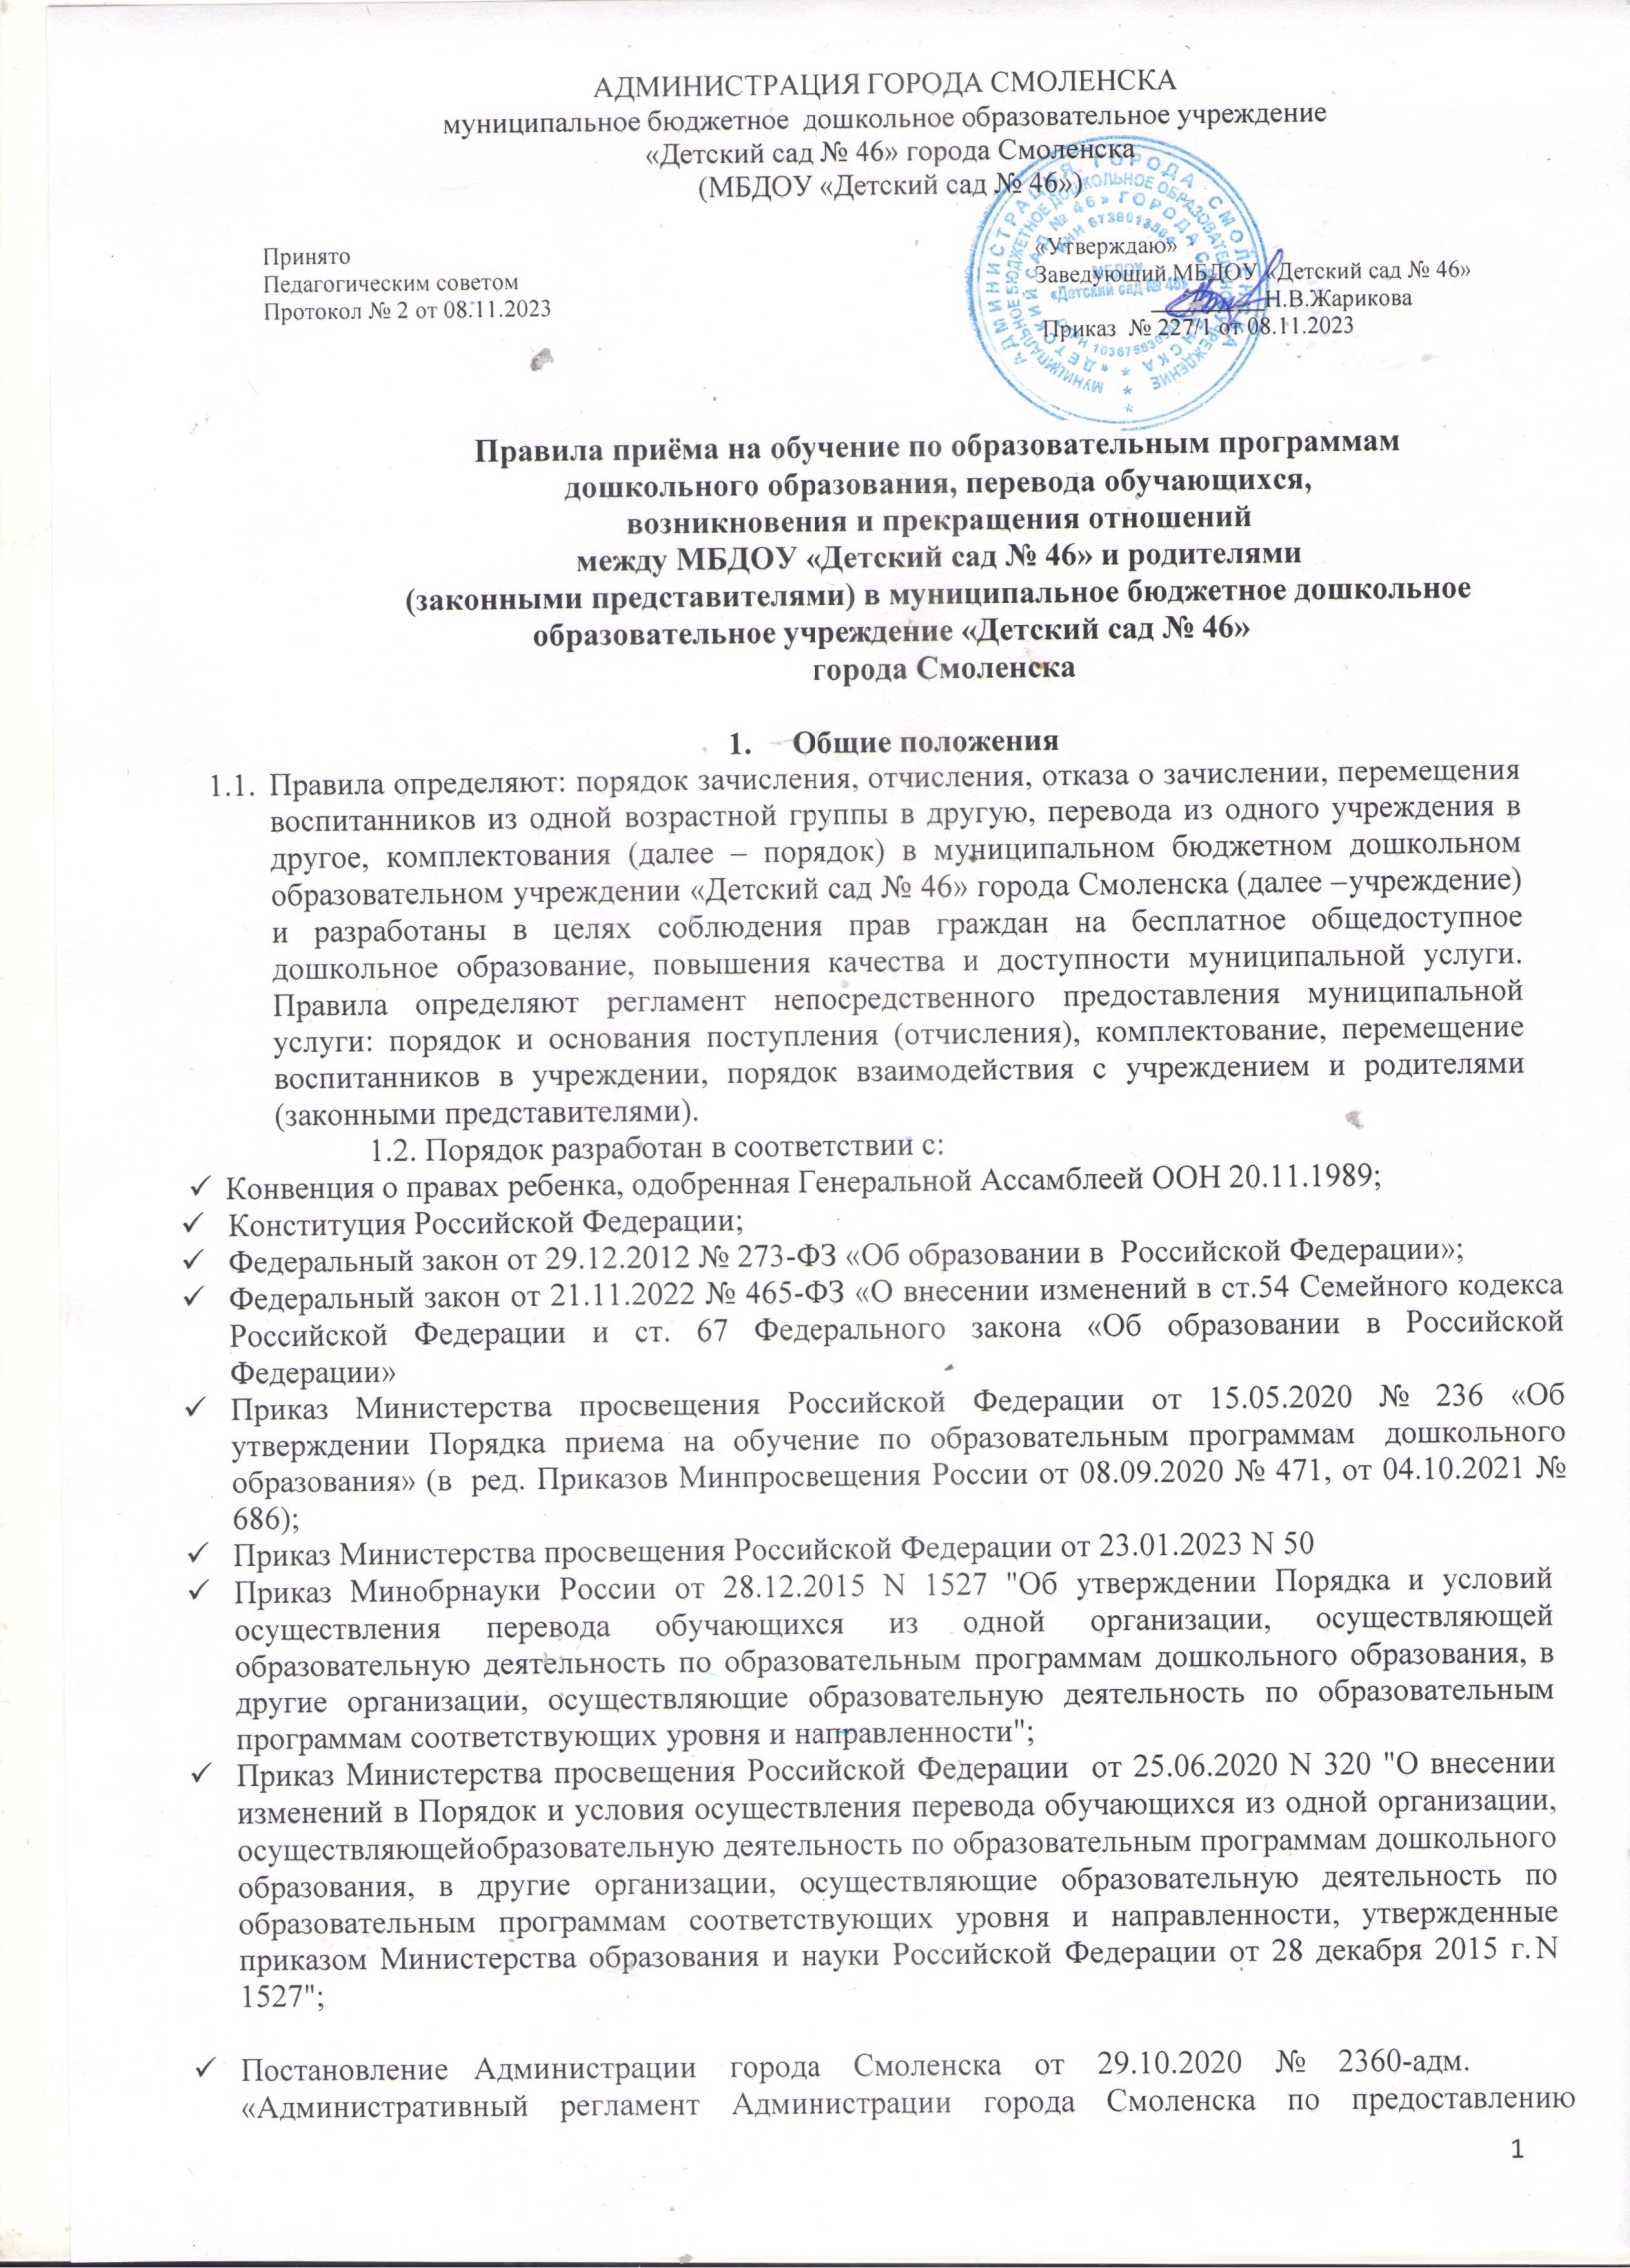 АДМИНИСТРАЦИЯ ГОРОДА СМОЛЕНСКА
муниципальное бюджетное дошкольное образовательное учреждение
«Детский сад № 46» города Смоленска
(МБДОУ «Детский сад № 46»)
Принято
Педагогическим советом
Протокол № 2 от 08.11.2023
«Утверждаю»
Заведующий МБДОУ «Детский сад № 46»
Н.В.Жарикова
Приказ № 227/1 от 08.11.2023
АДМИНИСТРАЦИЯ ГОРОДА СМОЛЕНСКА
МУНИЦИПАЛЬНОЕ БЮДЖЕТНОЕ ДОШКОЛЬНОЕ ОБРАЗОВАТЕЛЬНОЕ УЧРЕЖДЕНИЕ
«ДЕТСКИЙ САД № 46» ГОРОДА СМОЛЕНСКА
МБДОУ
«Детский сад № 46»
Правила приёма на обучение по образовательным программам
дошкольного образования, перевода обучающихся,
возникновения и прекращения отношений
между МБДОУ «Детский сад № 46» и родителями
(законными представителями) в муниципальное бюджетное дошкольное
образовательное учреждение «Детский сад № 46»
города Смоленска
1. Общие положения
1.1. Правила определяют: порядок зачисления, отчисления, отказа о зачислении, перемещения
воспитанников из одной возрастной группы в другую, перевода из одного учреждения в
другое, комплектования (далее – порядок) в муниципальном бюджетном дошкольном
образовательном учреждении «Детский сад № 46» города Смоленска (далее –учреждение)
и разработаны в целях соблюдения прав граждан на бесплатное общедоступное
дошкольное образование, повышения качества и доступности муниципальной услуги.
Правила определяют регламент непосредственного предоставления муниципальной
услуги: порядок и основания поступления (отчисления), комплектование, перемещение
воспитанников в учреждении, порядок взаимодействия с учреждением и родителями
(законными представителями).
1.2. Порядок разработан в соответствии с:
✓ Конвенция о правах ребенка, одобренная Генеральной Ассамблеей ООН 20.11.1989;
✓ Конституция Российской Федерации;
✓ Федеральный закон от 29.12.2012 № 273-ФЗ «Об образовании в Российской Федерации»;
✓ Федеральный закон от 21.11.2022 № 465-ФЗ «О внесении изменений в ст.54 Семейного кодекса
Российской Федерации и ст. 67 Федерального закона «Об образовании в Российской
Федерации»
✓ Приказ Министерства просвещения Российской Федерации от 15.05.2020 № 236 «Об
утверждении Порядка приема на обучение по образовательным программам дошкольного
образования» (в ред. Приказов Минпросвещения России от 08.09.2020 № 471, от 04.10.2021 №
686);
✓ Приказ Министерства просвещения Российской Федерации от 23.01.2023 N 50
✓ Приказ Минобрнауки России от 28.12.2015 N 1527 "Об утверждении Порядка и условий
осуществления перевода обучающихся из одной организации, осуществляющей
образовательную деятельность по образовательным программам дошкольного образования, в
другие организации, осуществляющие образовательную деятельность по образовательным
программам соответствующих уровня и направленности";
✓ Приказ Министерства просвещения Российской Федерации от 25.06.2020 N 320 "О внесении
изменений в Порядок и условия осуществления перевода обучающихся из одной организации,
осуществляющейобразовательную деятельность по образовательным программам дошкольного
образования, в другие организации, осуществляющие образовательную деятельность по
образовательным программам соответствующих уровня и направленности, утвержденные
приказом Министерства образования и науки Российской Федерации от 28 декабря 2015 г. N
1527";
✓ Постановление Администрации города Смоленска от 29.10.2020 № 2360-адм.
«Административный регламент Администрации города Смоленска по предоставлению
1